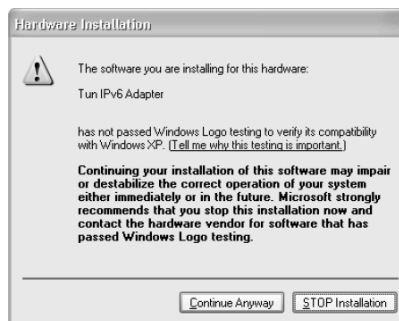 Hardware Installation
The software you are installing for this hardware:
Tun IPv6 Adapter
has not passed Windows Logo testing to verify its compatibility
with Windows XP. (Tell me why this testing is important.)
Continuing your installation of this software may impair
or destabilize the correct operation of your system
either immediately or in the future. Microsoft strongly
recommends that you stop this installation now and
contact the hardware vendor for software that has
passed Windows Logo testing.
Continue Anyway
STOP Installation